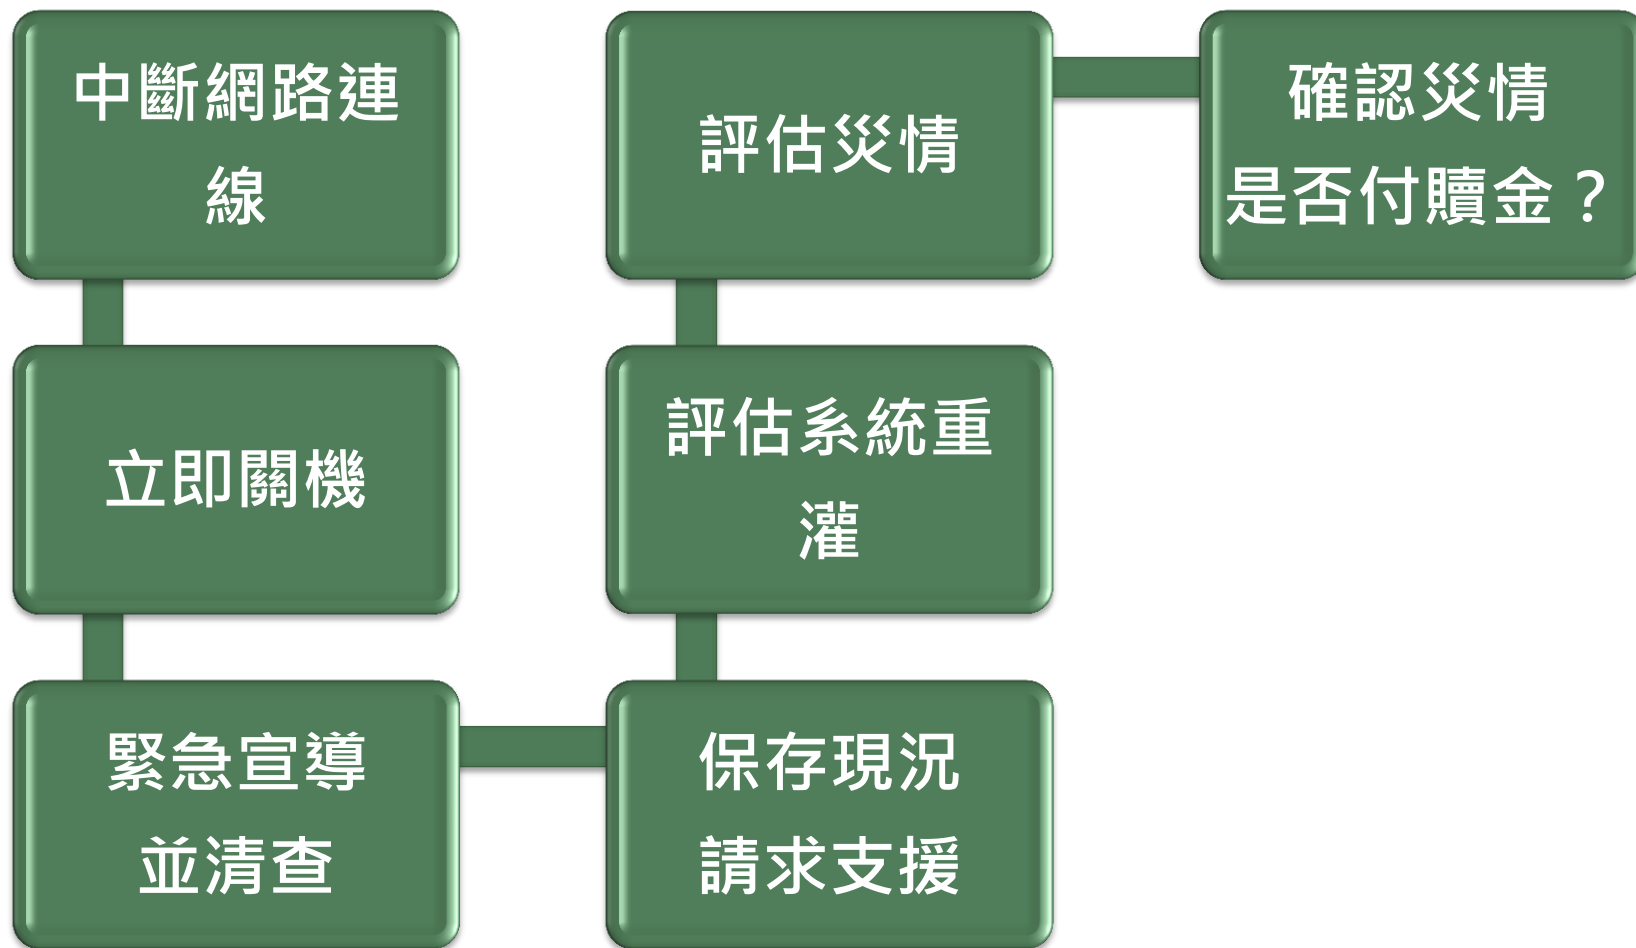 中斷網路連
線
立即關機
緊急宣導
並清查
保存現況
請求支援
評估系統重
灌
評估災情
確認災情
是否付贖金？